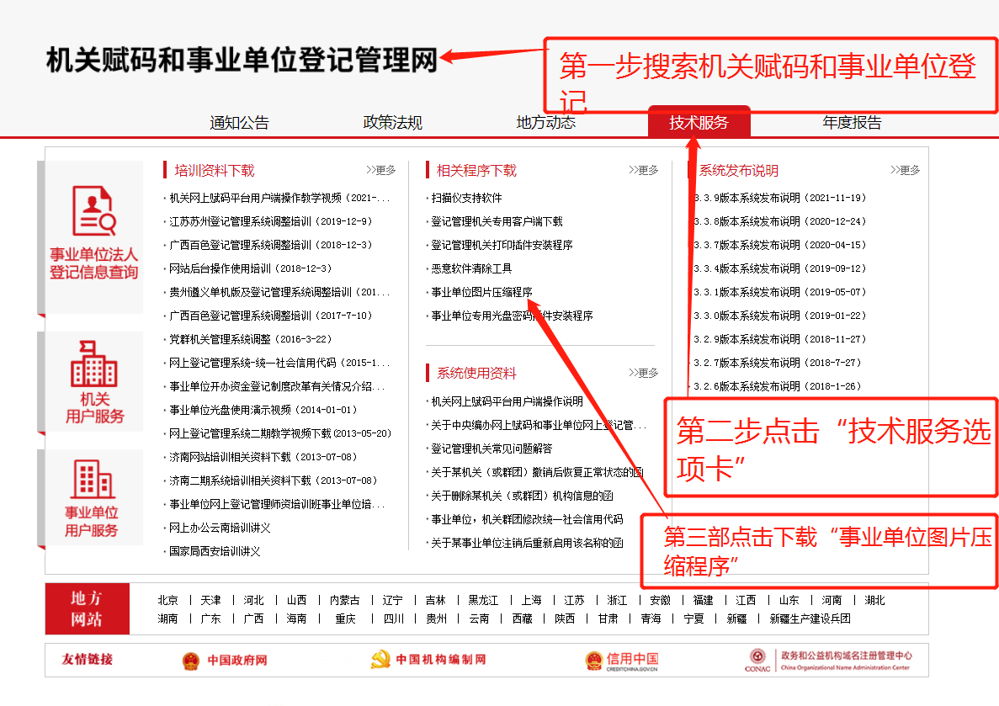 机关赋码和事业单位登记管理网
第一步搜索机关赋码和事业单位登
记
通知公告
政策法规
地方动态
技术服务
年度报告
事业单位法人
登记信息查询
机关
用户服务
事业单位
用户服务
培训资料下载
>>更多
·机关网上赋码平台用户端操作教学视频（2021-...
·江苏苏州登记管理系统调整培训（2019-12-9）
·广西百色登记管理系统调整培训（2018-12-3）
·网站后台操作使用培训（2018-12-3）
·贵州遵义单机版及登记管理系统调整培训（201...
·广西百色登记管理系统调整培训（2017-7-10）
·党群机关管理系统调整（2016-3-22）
·网上登记管理系统-统一社会信用代码（2015-1...
·事业单位开办资金登记制度改革有关情况介绍...
·事业单位光盘使用演示视频（2014-01-01）
·网上登记管理系统二期教学视频下载(2013-05-20)
·济南网站培训相关资料下载（2013-07-08）
·济南二期系统培训相关资料下载（2013-07-08）
·事业单位网上登记管理师资培训班事业单位培...
·网上办公云南培训讲义
·国家局西安培训讲义
相关程序下载
>>更多
·扫描仪支持软件
·登记管理机关专用客户端下载
·登记管理机关打印插件安装程序
·恶意软件清除工具
·事业单位图片压缩程序
·事业单位专用光盘密码插件安装程序
系统使用资料
>>更多
·机关网上赋码平台用户端操作说明
·关于中央编办网上赋码和事业单位网上登记管...
·登记管理机关常见问题解答
·关于某机关（或群团）撤销后恢复正常状态的函
·关于删除某机关（或群团）机构信息的函
·事业单位，机关群团修改统一社会信用代码
·关于某事业单位注销后重新启用该名称的函
系统发布说明
>>更多
3.3.9版本系统发布说明（2021-11-19）
3.3.8版本系统发布说明（2020-12-24）
3.3.7版本系统发布说明（2020-04-15）
3.3.4版本系统发布说明（2019-09-12）
3.3.1版本系统发布说明（2019-05-07）
3.3.0版本系统发布说明（2019-01-22）
3.2.9版本系统发布说明（2018-11-27）
3.2.7版本系统发布说明（2018-7-27）
3.2.6版本系统发布说明（2018-1-26）
第二步点击“技术服务选
项卡”
第三部点击下载“事业单位图片压
缩程序”
地方
网站
北京 | 天津 | 河北 | 山西 | 内蒙古 | 辽宁 | 吉林 | 黑龙江 | 上海 | 江苏 | 浙江 | 安徽 | 福建 | 江西 | 山东 | 河南 | 湖北
湖南 | 广东 | 广西 | 海南 | 重庆 | 四川 | 贵州 | 云南 | 西藏 | 陕西 | 甘肃 | 青海 | 宁夏 | 新疆 | 新疆生产建设兵团
友情链接
中国政府网
中国机构编制网
信用中国
CREDITCHINA.GOV.CN
CONAC
政务和公益机构域名注册管理中心
China Organizational Name Administration Center